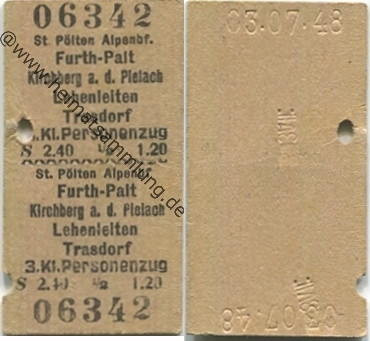 06342
St. Pölten Alpenbf.
Furth-Palt
Kirchberg a. d. Pielach
Lehenleiten
Trasdorf
3.Kl.Personenzug
S 2.40 1/2 1.20
St. Pölten Alpenbf.
Furth-Palt
Kirchberg a. d. Pielach
Lehenleiten
Trasdorf
3.Kl.Personenzug
S 2.40 1/2 1.20
06342
@www.heimatsammlung.de
03.07.48
03.07.48